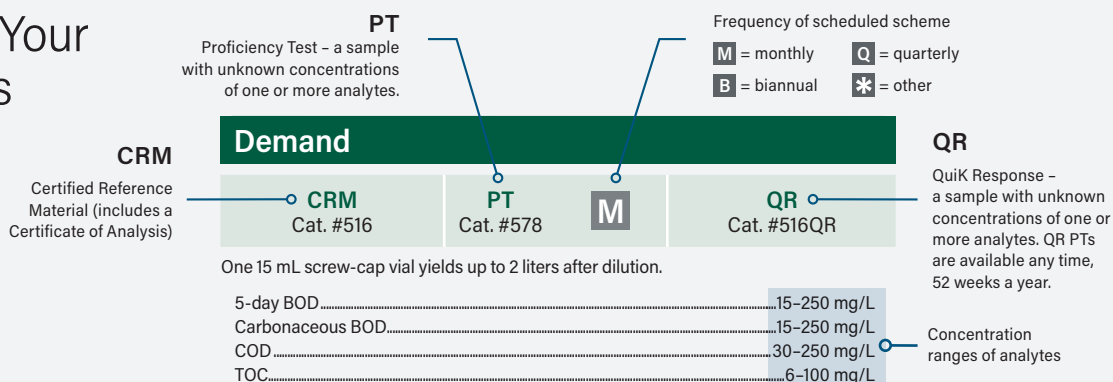 Your
s
PT
Proficiency Test – a sample
with unknown concentrations
of one or more analytes.
Frequency of scheduled scheme
M = monthly Q = quarterly
B = biannual * = other
CRM
Certified Reference
Material (includes a
Certificate of Analysis)
Demand
CRM
Cat. #516
PT
Cat. #578
M
QR
Cat. #516QR
QR
QuiK Response –
a sample with unknown
concentrations of one or
more analytes. QR PTs
are available any time,
52 weeks a year.
One 15 mL screw-cap vial yields up to 2 liters after dilution.
5-day BOD 15–250 mg/L
Carbonaceous BOD 15–250 mg/L
COD 30–250 mg/L
TOC 6–100 mg/L
Concentration
ranges of analytes